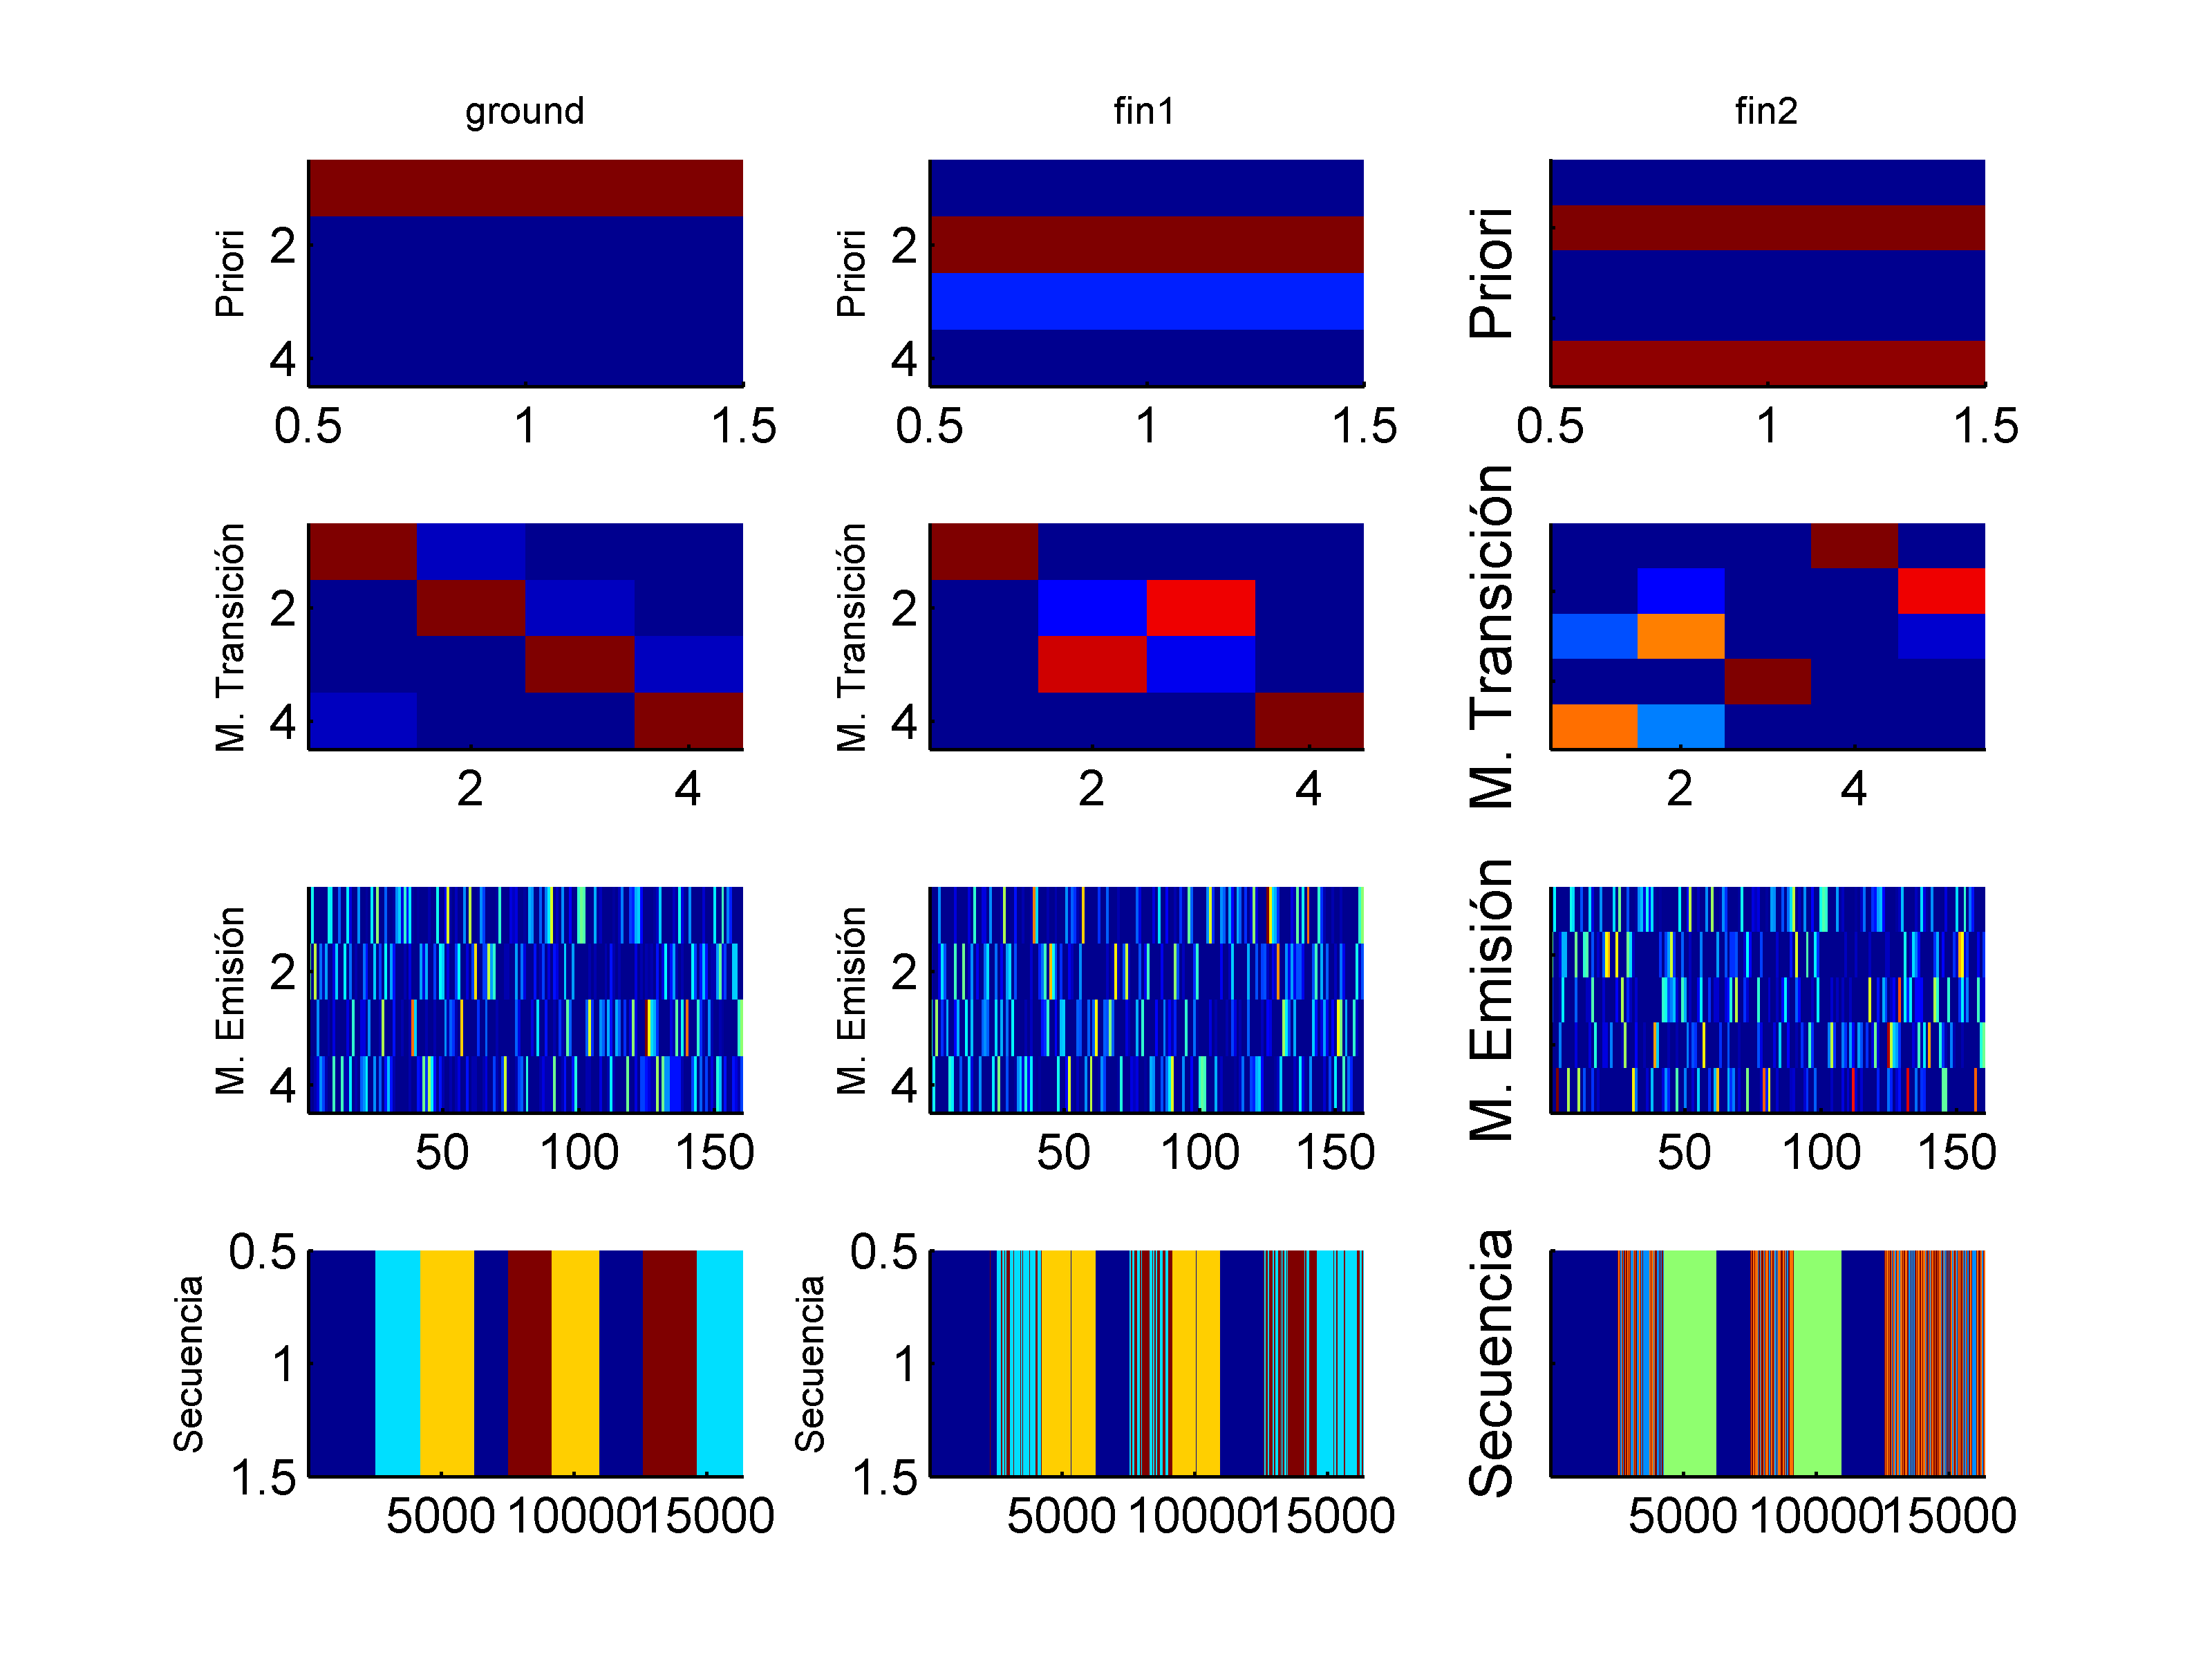 ground fin1 fin2
Priori 2 4 Priori 2 4 Priori
0.5 1 1.5 0.5 1 1.5 0.5 1 1.5
M. Transición 2 4 M. Transición 2 4 M. Transición
2 4 2 4 2 4
M. Emisión 2 4 M. Emisión 2 4 M. Emisión
50 100 150 50 100 150 50 100 150
Secuencia 0.5 1 1.5 Secuencia 0.5 1 1.5 Secuencia
5000 10000 15000 5000 10000 15000 5000 10000 15000